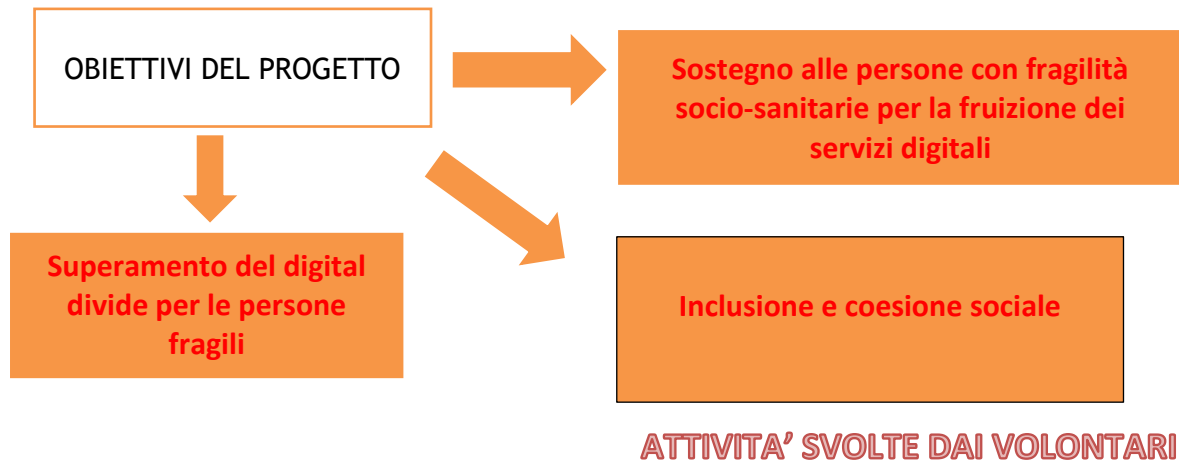 OBIETTIVI DEL PROGETTO
Sostegno alle persone con fragilità
socio-sanitarie per la fruizione dei
servizi digitali
Superamento del digital
divide per le persone
fragili
Inclusione e coesione sociale
ATTIVITA’ SVOLTE DAI VOLONTARI